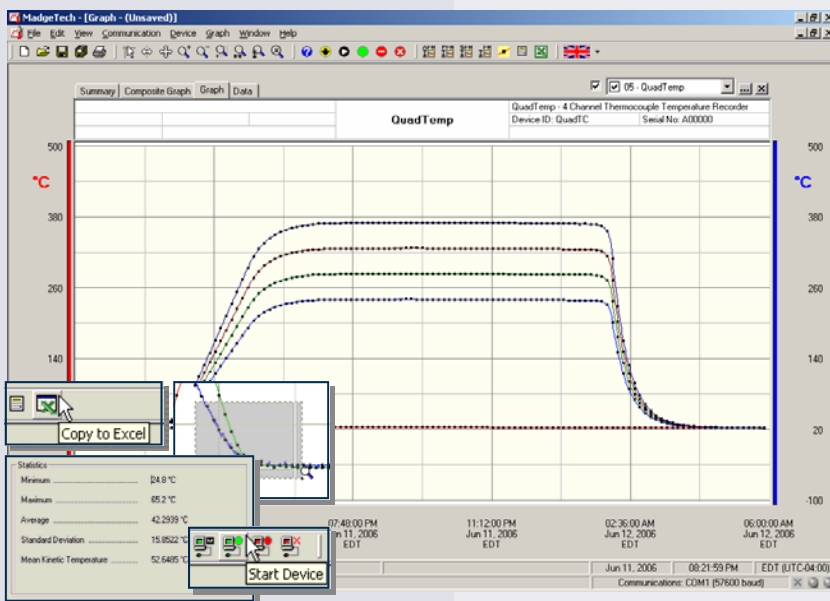 MadgeTech - [Graph - (Unsaved)]
File Edit View Communication Device Graph Window Help
Summary Composite Graph Graph Data
05 - QuadTemp
QuadTemp
QuadTemp - 4 Channel Thermocouple Temperature Recorder
Device ID: QuadTC Serial No: A00000
500 500
°C °C
380 380
260 260
140 140
Copy to Excel
20
-100
Statistics
Minimum 24.8 °C
Maximum 65.2 °C
Average 42.2939 °C
Standard Deviation 15.8522 °C
Mean Kinetic Temperature 52.6485 °C
Start Device
07:48:00 PM 11:12:00 PM 02:36:00 AM 06:00:00 AM
n 11, 2006 Jun 11, 2006 Jun 12, 2006 Jun 12, 2006
EDT EDT EDT EDT
Jun 11, 2006 08:21:59 PM EDT (UTC-04:00)
Communications: COM1 (57600 baud)